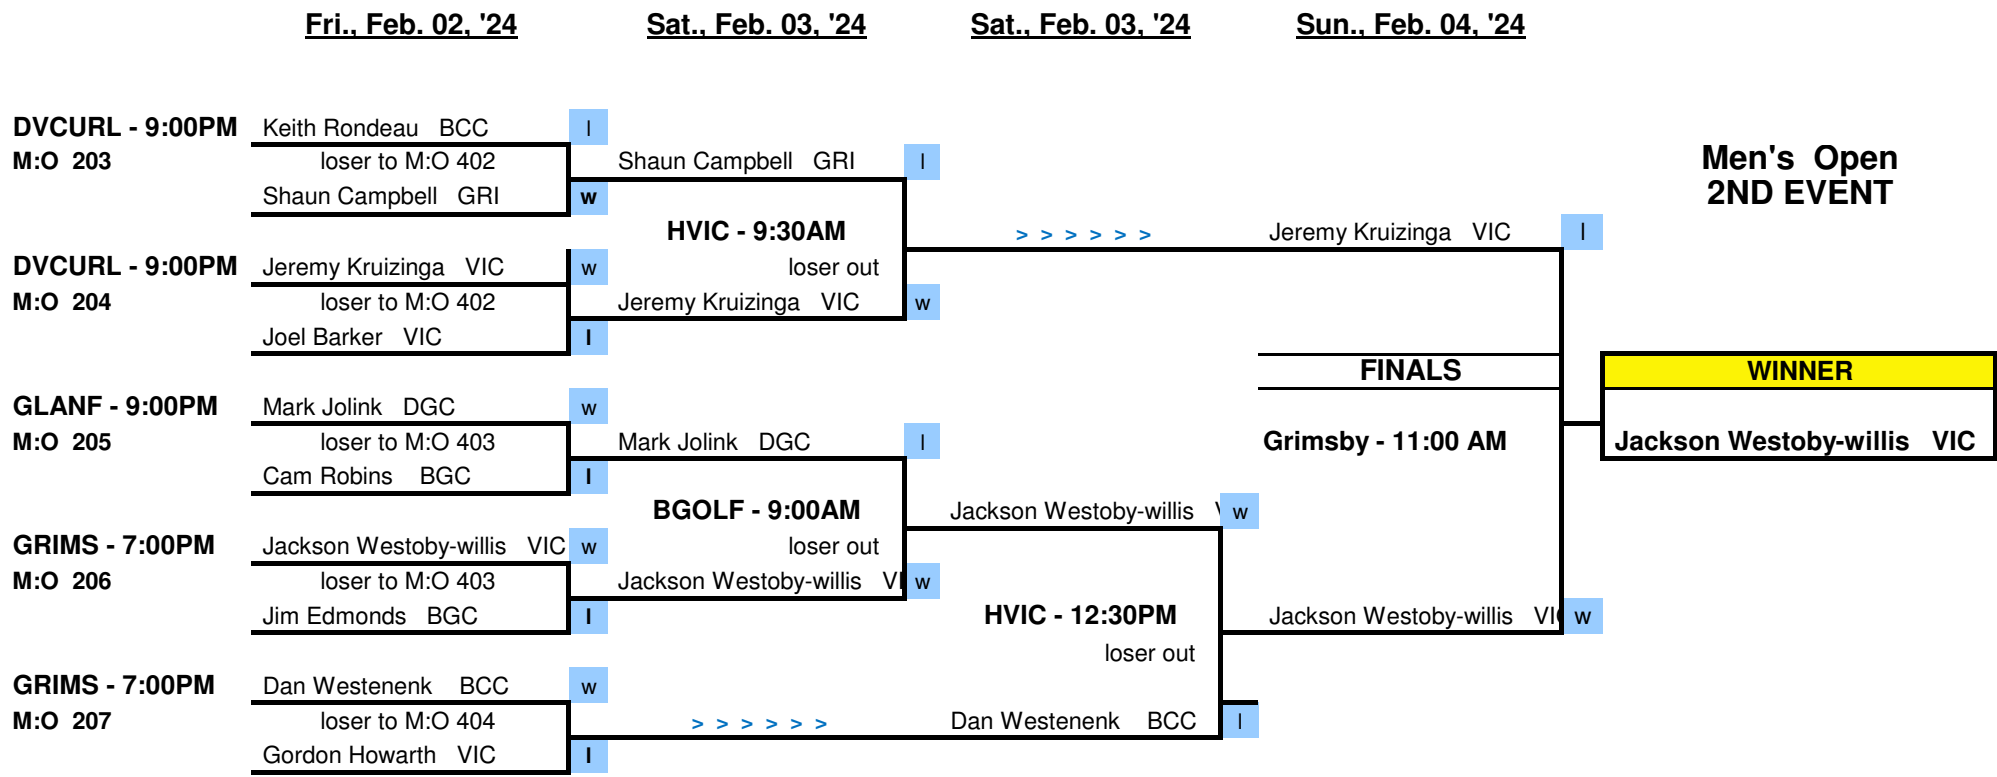 Fri., Feb. 02, '24 Sat., Feb. 03, '24 Sat., Feb. 03, '24 Sun., Feb. 04, '24
DVCURL - 9:00PM Keith Rondeau BCC l
M:O 203 loser to M:O 402 Shaun Campbell GRI l
Men's Open
Shaun Campbell GRI w
2ND EVENT
HVIC - 9:30AM > > > > > > Jeremy Kruizinga VIC l
DVCURL - 9:00PM Jeremy Kruizinga VIC w loser out
M:O 204 loser to M:O 402 Jeremy Kruizinga VIC w
Joel Barker VIC l
FINALS WINNER
GLANF - 9:00PM Mark Jolink DGC w
M:O 205 loser to M:O 403 Mark Jolink DGC l Grimsby - 11:00 AM Jackson Westoby-willis VIC
Cam Robins BGC l
BGOLF - 9:00AM Jackson Westoby-willis w
GRIMS - 7:00PM Jackson Westoby-willis VIC w loser out
M:O 206 loser to M:O 403 Jackson Westoby-willis VI w
Jim Edmonds BGC l HVIC - 12:30PM Jackson Westoby-willis VI w
loser out
GRIMS - 7:00PM Dan Westenenk BCC w
M:O 207 loser to M:O 404 > > > > > > Dan Westenenk BCC l
Gordon Howarth VIC l